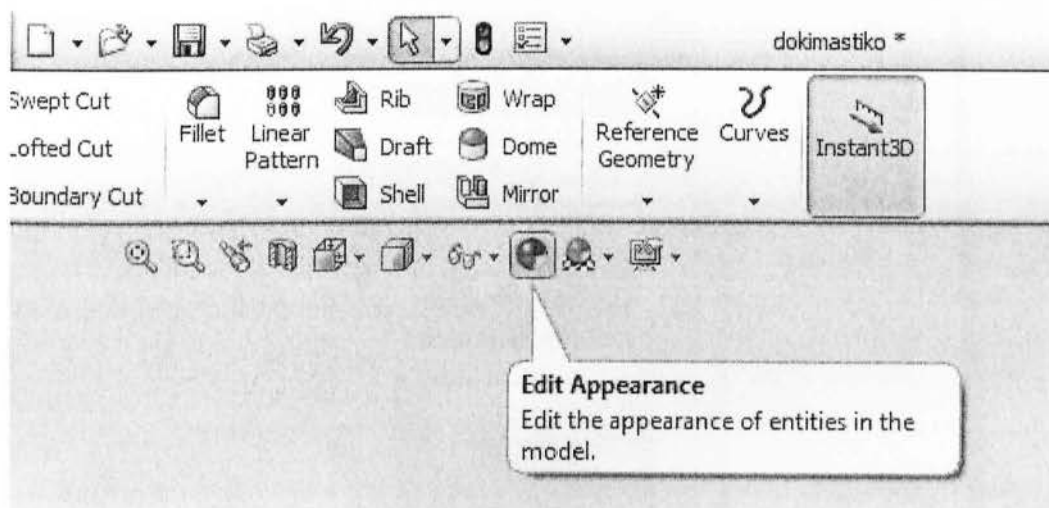 dokimastiko *
Swept Cut
Lofted Cut
Boundary Cut
Fillet
Linear
Pattern
Rib
Draft
Shell
Wrap
Dome
Mirror
Reference
Geometry
Curves
Instant3D
Edit Appearance
Edit the appearance of entities in the
model.